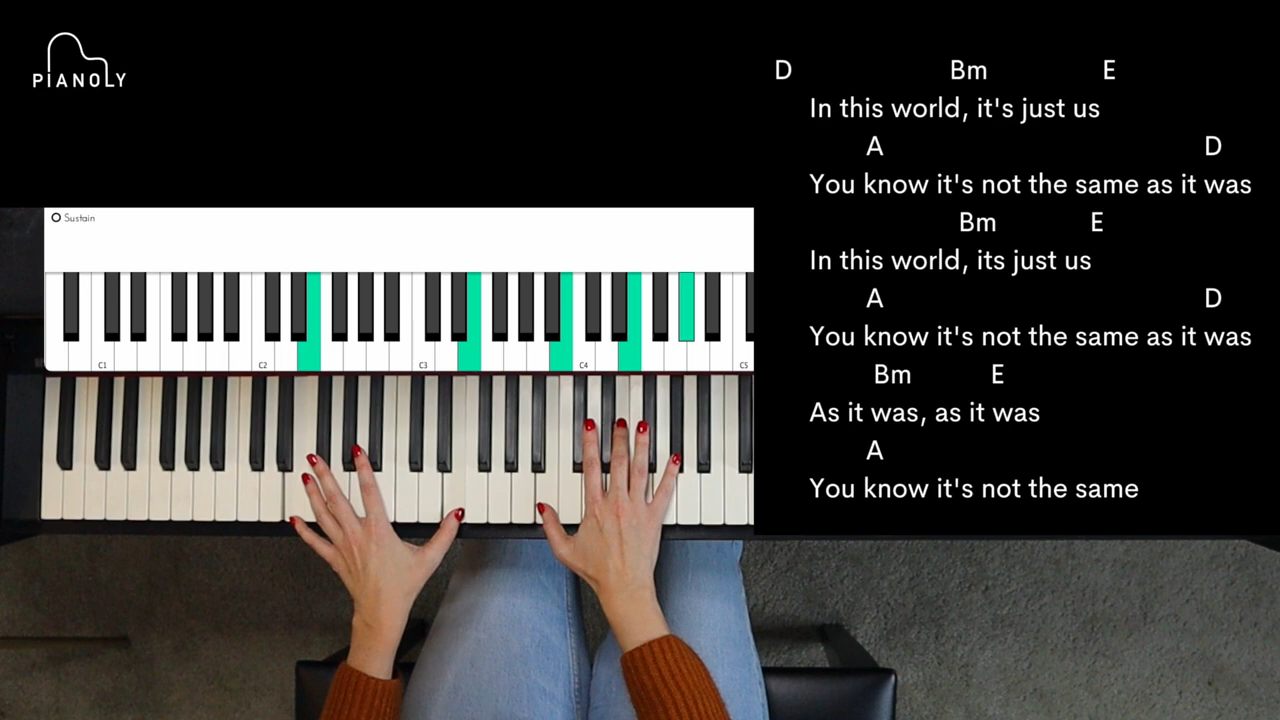 PIANOLY
D Bm E
In this world, it's just us
A D
You know it's not the same as it was
Bm E
In this world, its just us
A D
You know it's not the same as it was
Bm E
As it was, as it was
A
You know it's not the same
Sustain
C1 C2 C3 C4 C5